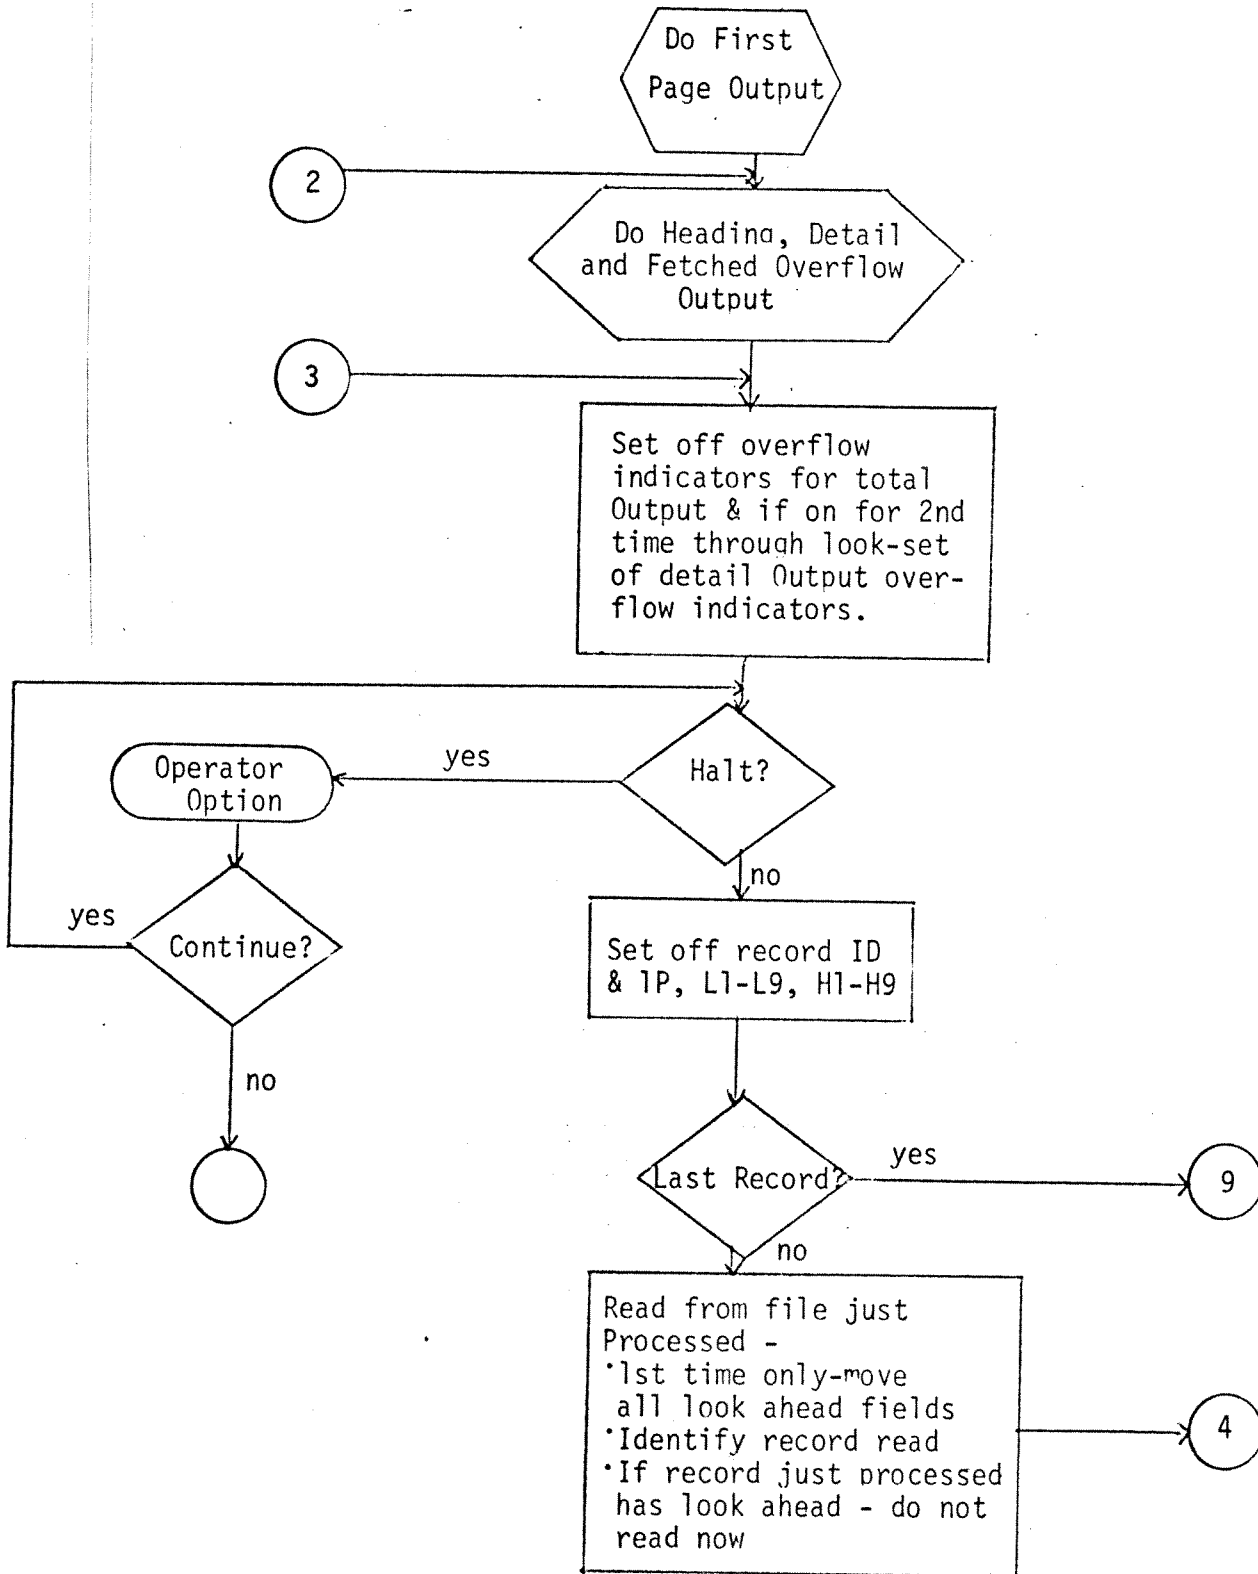 Do First
Page Output
2
Do Heading, Detail
and Fetched Overflow
Output
3
Set off overflow
indicators for total
Output & if on for 2nd
time through look-set
of detail Output over-
flow indicators.
Halt?
yes
Operator
Option
no
yes
Continue?
Set off record ID
& 1P, L1-L9, H1-H9
no
Last Record?
yes
9
no
Read from file just
Processed -
·1st time only-move
all look ahead fields
·Identify record read
·If record just processed
has look ahead - do not
read now
4